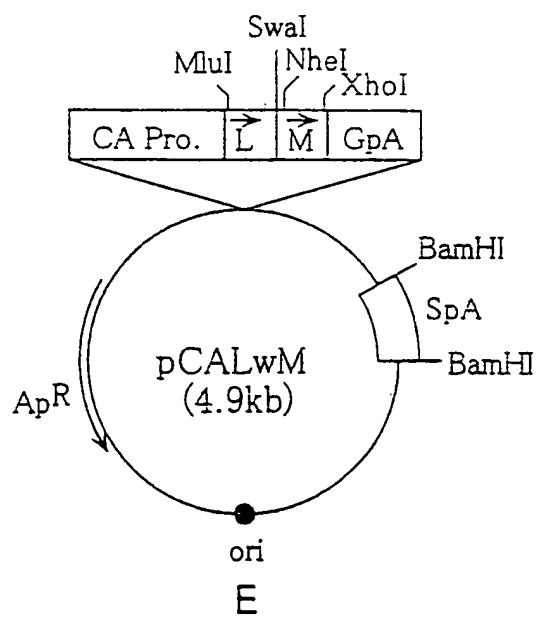 SwaI
MluI
NheI
XhoI
CA Pro.
L
M
GpA
BamHI
SpA
BamHI
pCALwM
(4.9kb)
ApR
ori
E